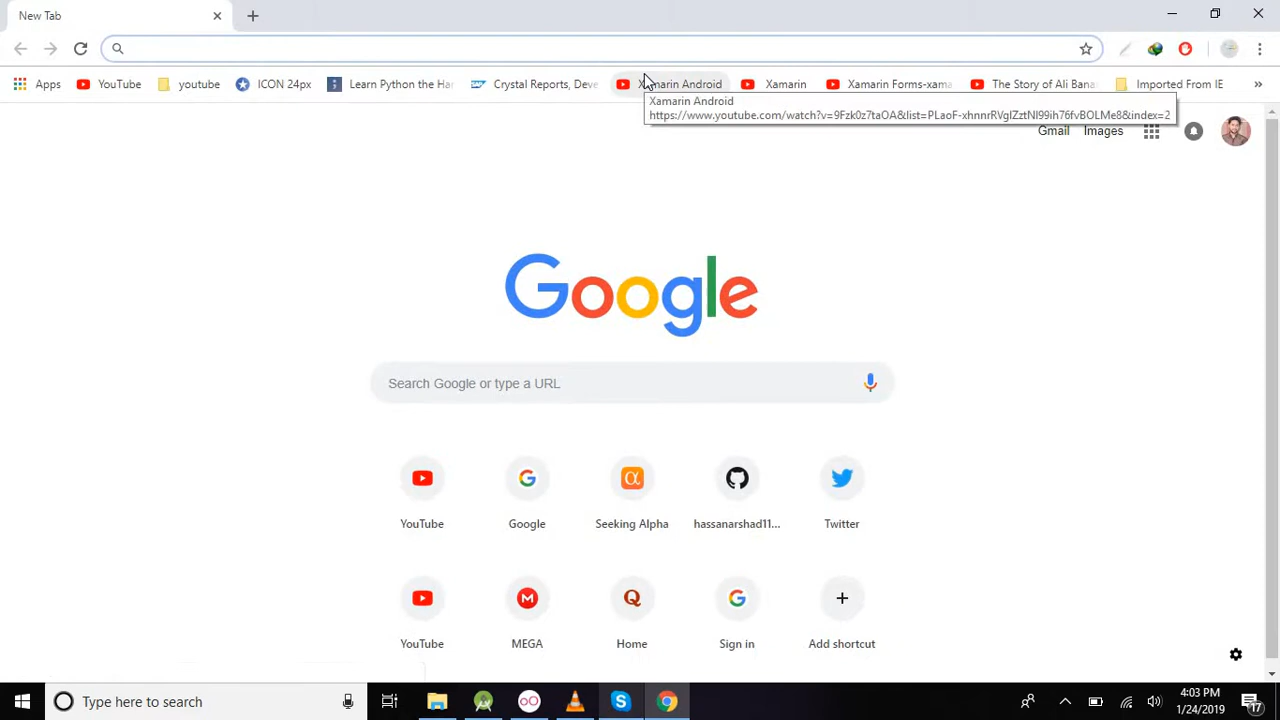 New Tab
Apps YouTube youtube ICON 24px Learn Python the Har Crystal Reports, Deve Xamarin Android Xamarin Xamarin Forms-xama The Story of Ali Bana Imported From IE »
Xamarin Android
https://www.youtube.com/watch?v=9Fzk0z7taOA&list=PLaoF-xhnnrRVglZztNl99ih76fvBOLMe8&index=2
Gmail Images
Google
Search Google or type a URL
YouTube Google Seeking Alpha hassanarshad11... Twitter
YouTube MEGA Home Sign in Add shortcut
Type here to search
4:03 PM
1/24/2019
17